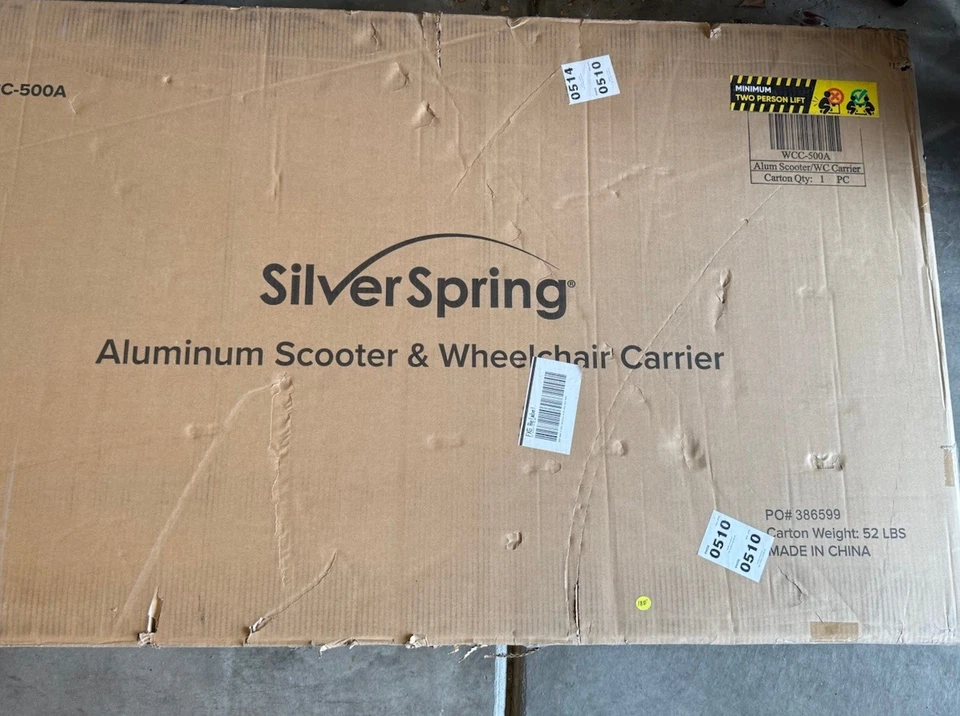 C-500A
0514
0510
MINIMUM
TWO PERSON LIFT
WCC-500A
Alum Scooter/WC Carrier
Carton Qty: 1 PC
SilverSpring®
Aluminum Scooter & Wheelchair Carrier
PO# 386599
Carton Weight: 52 LBS
MADE IN CHINA
0510
0510